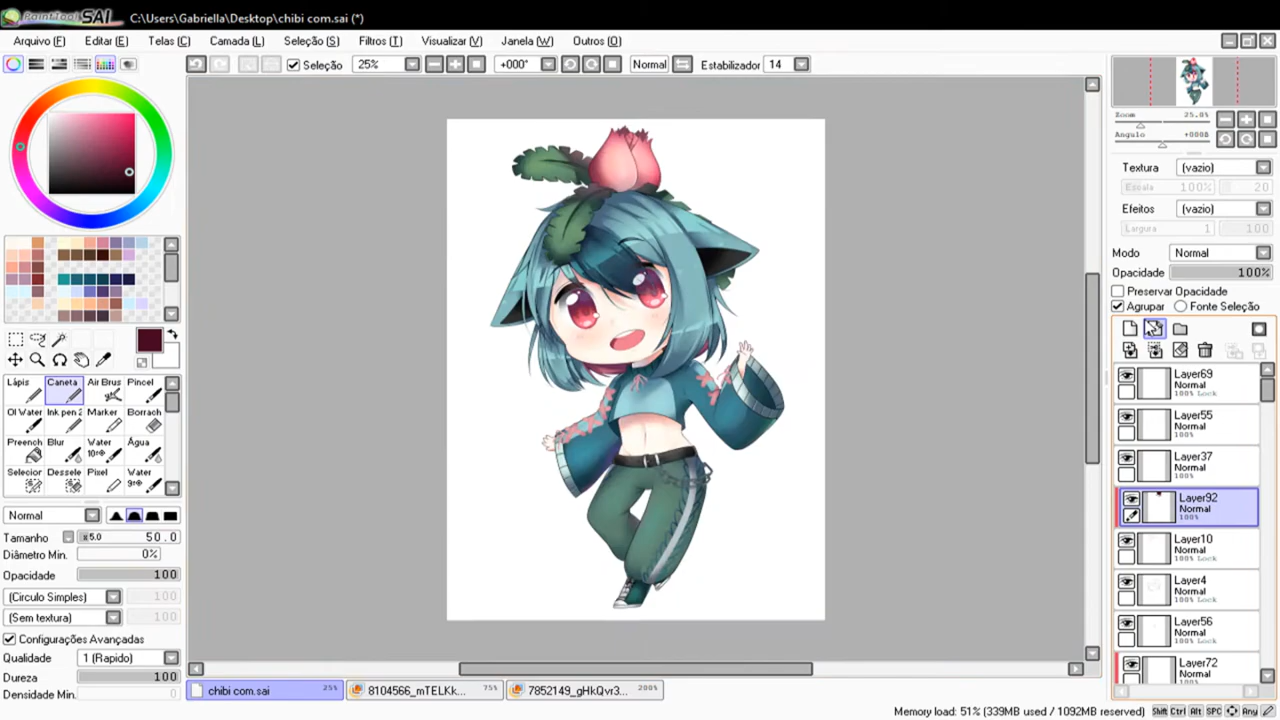 PaintTool SAI C:\Users\Gabriella\Desktop\chibi com.sai (*)
Arquivo (F) Editar (E) Telas (C) Camada (L) Seleção (S) Filtros (T) Visualizar (V) Janela (W) Outros (O)
Seleção 25% +000° Normal Estabilizador 14
Zoom 25.0%
Angulo +000θ
Textura (vazio)
Escala 100% 20
Efeitos (vazio)
Largura 1 100
Modo Normal
Opacidade 100%
Preservar Opacidade
Agrupar Fonte Seleção
Lápis Caneta Air Brus Pincel
Ol Water Ink pen 2 Marker Borrach
Preench Blur Water Água
Selecior Dessele Pixel Water
Normal
Tamanho x 5.0 50.0
Diâmetro Min. 0%
Opacidade 100
(Circulo Simples) 100
(Sem textura) 100
Configurações Avançadas
Qualidade 1 (Rapido)
Dureza 100
Densidade Min. 0
Layer69
Normal
100% Lock
Layer55
Normal
100% Lock
Layer37
Normal
100% Lock
Layer92
Normal
100%
Layer10
Normal
100% Lock
Layer4
Normal
100% Lock
Layer56
Normal
100% Lock
Layer72
Normal
chibi com.sai 25% 8104566_mTELKk... 75% 7852149_gHkQvr3... 200%
Memory load: 51% (339MB used / 1092MB reserved) Shift Ctrl Alt SPC Any